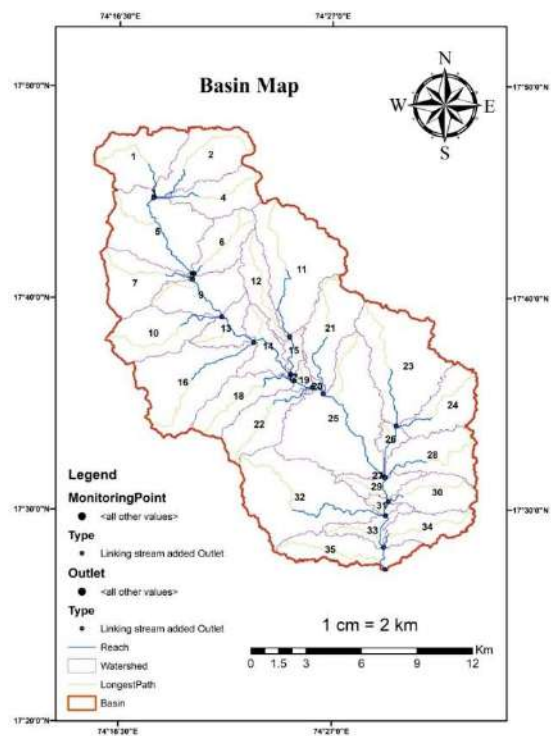 74°16'30"E
74°27'0"E
17°50'0"N
17°50'0"N
Basin Map
N
W
E
S
1
2
4
5
6
7
9
10
11
12
13
14
15
16
18
19
20
21
22
23
24
25
26
27
28
29
30
31
32
33
34
35
17°40'0"N
17°40'0"N
17°30'0"N
17°30'0"N
Legend
MonitoringPoint
<all other values>
Type
Linking stream added Outlet
Outlet
<all other values>
Type
Linking stream added Outlet
Reach
Watershed
LongestPath
Basin
1 cm = 2 km
Km
0 1.5 3 6 9 12
17°20'0"N
17°20'0"N
74°16'30"E
74°27'0"E